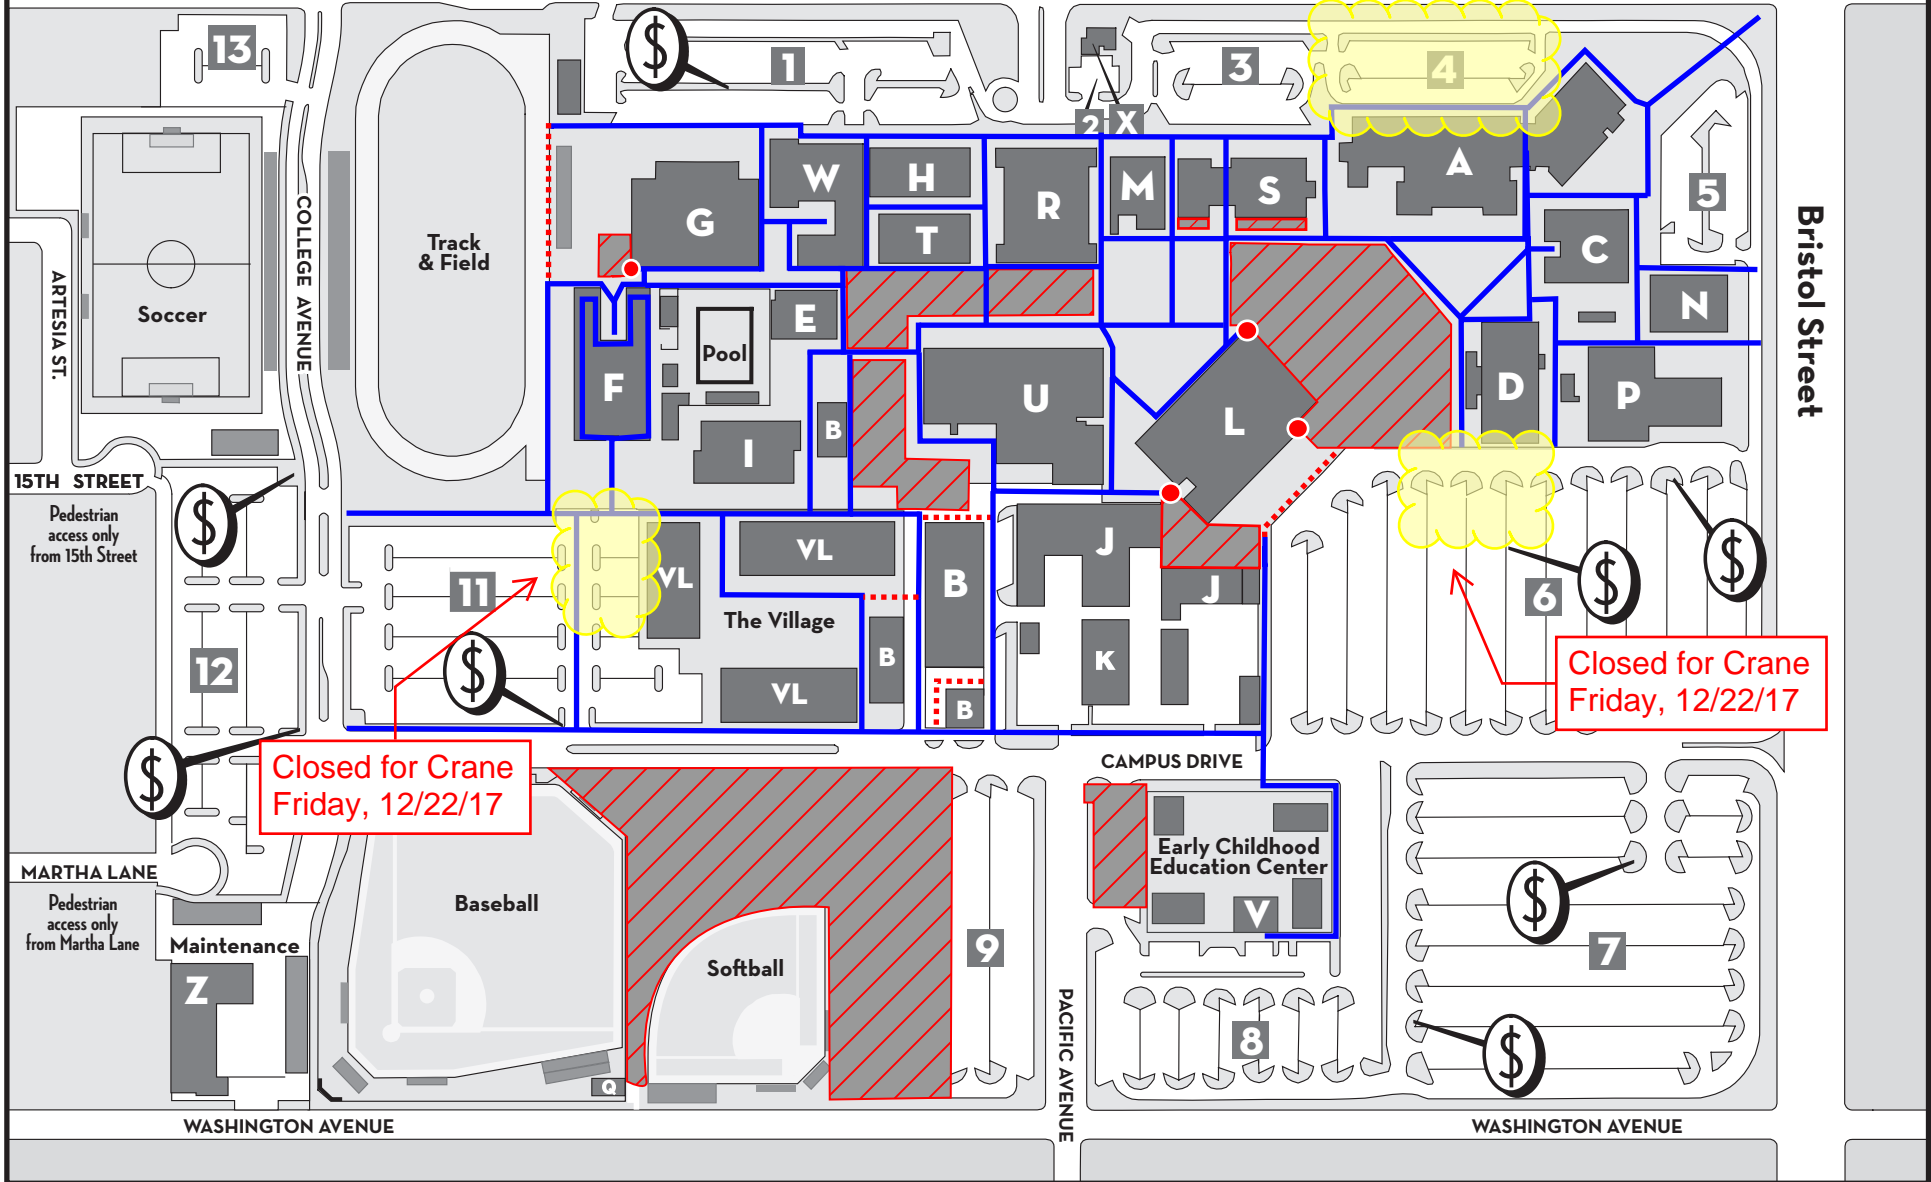 13
$
1
3
4
2
X
5
W
H
M
S
A
G
R
T
C
Track
& Field
COLLEGE AVENUE
ARTESIA ST.
Soccer
E
N
Bristol Street
Pool
F
U
D
P
B
L
I
15TH STREET
Pedestrian
access only
from 15th Street
$
VL
J
$
11
VL
B
J
6
$
The Village
12
$
B
K
Closed for Crane
Friday, 12/22/17
VL
B
$
Closed for Crane
Friday, 12/22/17
CAMPUS DRIVE
Early Childhood
Education Center
MARTHA LANE
Pedestrian
access only
from Martha Lane
Baseball
$
V
Maintenance
9
7
Softball
Z
PACIFIC AVENUE
8
$
Q
WASHINGTON AVENUE
WASHINGTON AVENUE